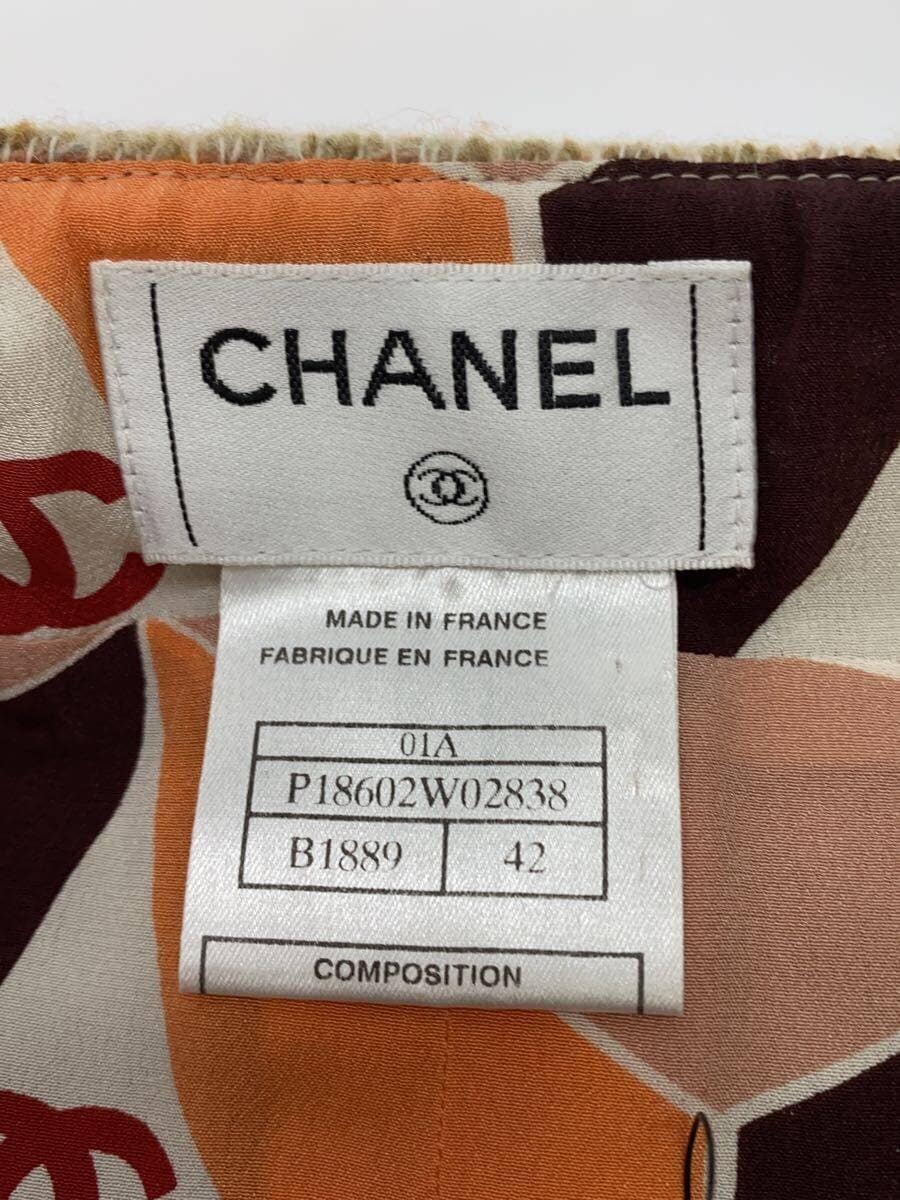 CHANEL
MADE IN FRANCE
FABRIQUE EN FRANCE
01A
P18602W02838
B1889 42
COMPOSITION